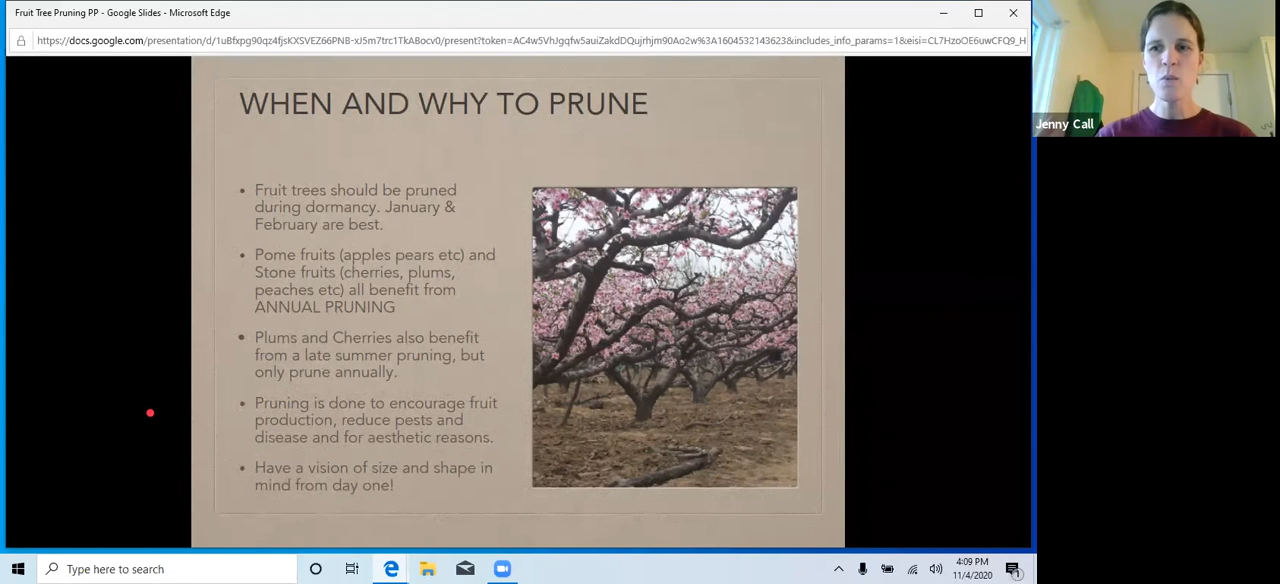 Fruit Tree Pruning PP - Google Slides - Microsoft Edge
https://docs.google.com/presentation/d/1uBfxpg90qz4fjsKXSVEZ66PNB-xJ5m7trc1TkABocv0/present?token=AC4w5VhJgqfw5auiZakdDQujrhjm90Ao2w%3A1604532143623&includes_info_params=1&eisi=CL7HzoOE6uwCFQ9_H
Jenny Call
WHEN AND WHY TO PRUNE
• Fruit trees should be pruned
during dormancy. January &
February are best.
• Pome fruits (apples pears etc) and
Stone fruits (cherries, plums,
peaches etc) all benefit from
ANNUAL PRUNING
• Plums and Cherries also benefit
from a late summer pruning, but
only prune annually.
• Pruning is done to encourage fruit
production, reduce pests and
disease and for aesthetic reasons.
• Have a vision of size and shape in
mind from day one!
Type here to search
4:09 PM
11/4/2020
1